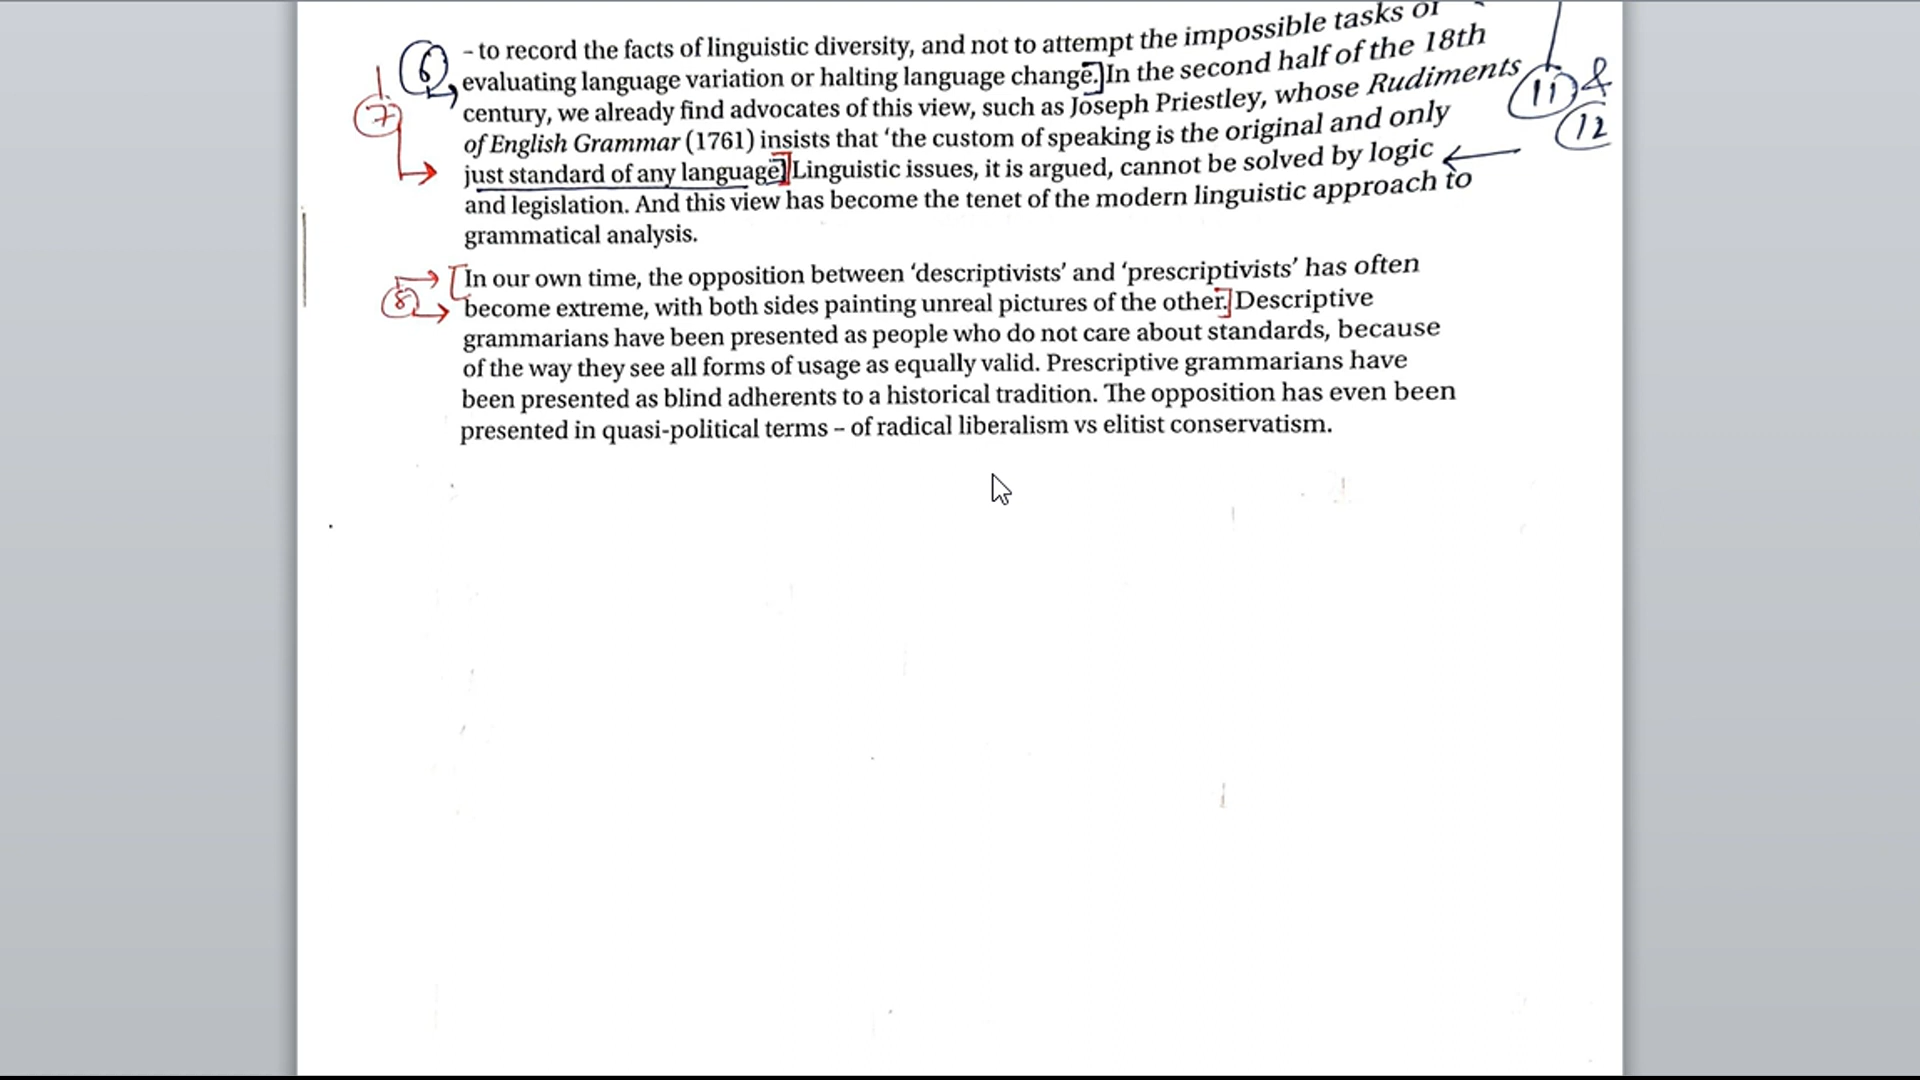 - to record the facts of linguistic diversity, and not to attempt the impossible tasks of
evaluating language variation or halting language change. In the second half of the 18th
century, we already find advocates of this view, such as Joseph Priestley, whose Rudiments
of English Grammar (1761) insists that ‘the custom of speaking is the original and only
just standard of any language’. Linguistic issues, it is argued, cannot be solved by logic
and legislation. And this view has become the tenet of the modern linguistic approach to
grammatical analysis.
In our own time, the opposition between ‘descriptivists’ and ‘prescriptivists’ has often
become extreme, with both sides painting unreal pictures of the other. Descriptive
grammarians have been presented as people who do not care about standards, because
of the way they see all forms of usage as equally valid. Prescriptive grammarians have
been presented as blind adherents to a historical tradition. The opposition has even been
presented in quasi-political terms – of radical liberalism vs elitist conservatism.
6
7
8
11 &
12